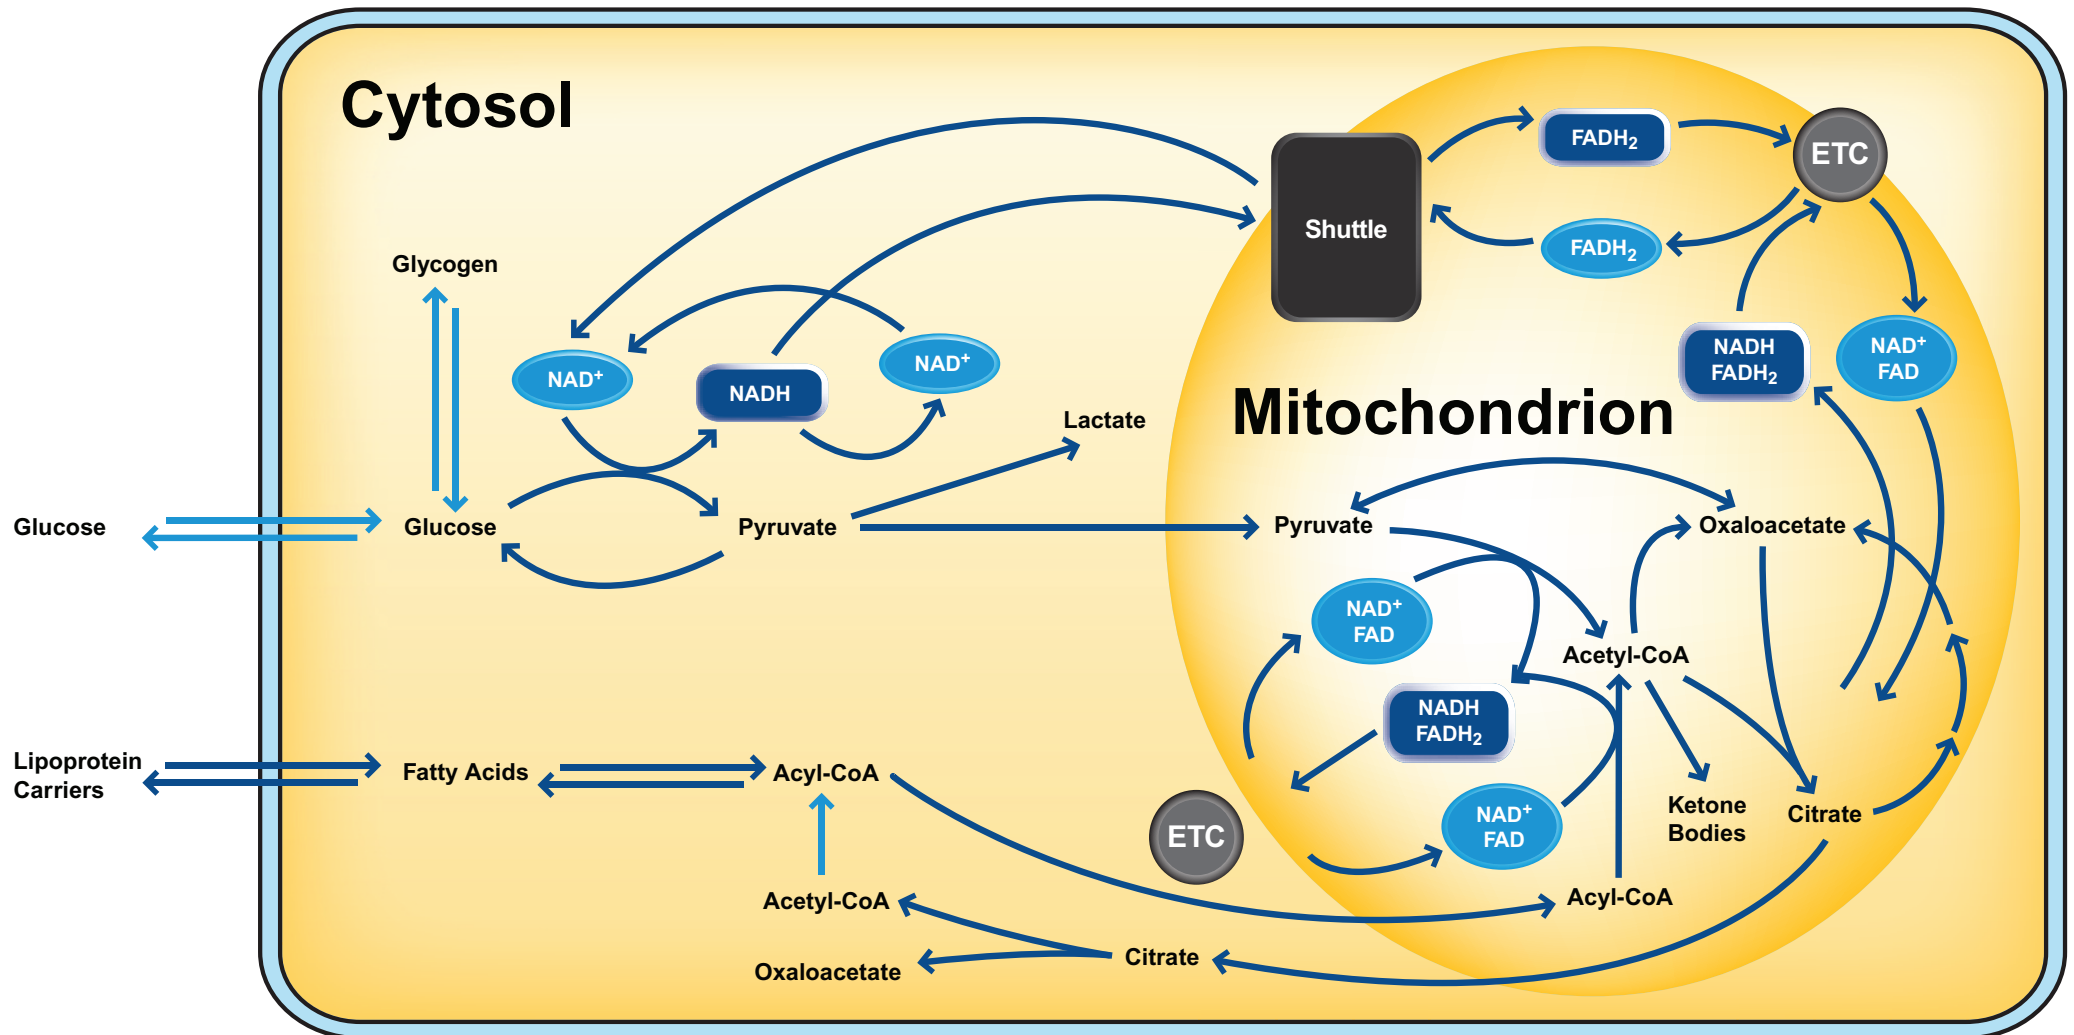 Cytosol
FADH₂
ETC
Shuttle
FADH₂
Glycogen
NAD⁺
NADH
NAD⁺
NADH
FADH₂
NAD⁺
FAD
Mitochondrion
Lactate
Glucose
Glucose
Pyruvate
Pyruvate
Oxaloacetate
NAD⁺
FAD
Acetyl-CoA
NADH
FADH₂
Lipoprotein
Carriers
Fatty Acids
Acyl-CoA
Ketone
Bodies
Citrate
ETC
NAD⁺
FAD
Acetyl-CoA
Acyl-CoA
Citrate
Oxaloacetate